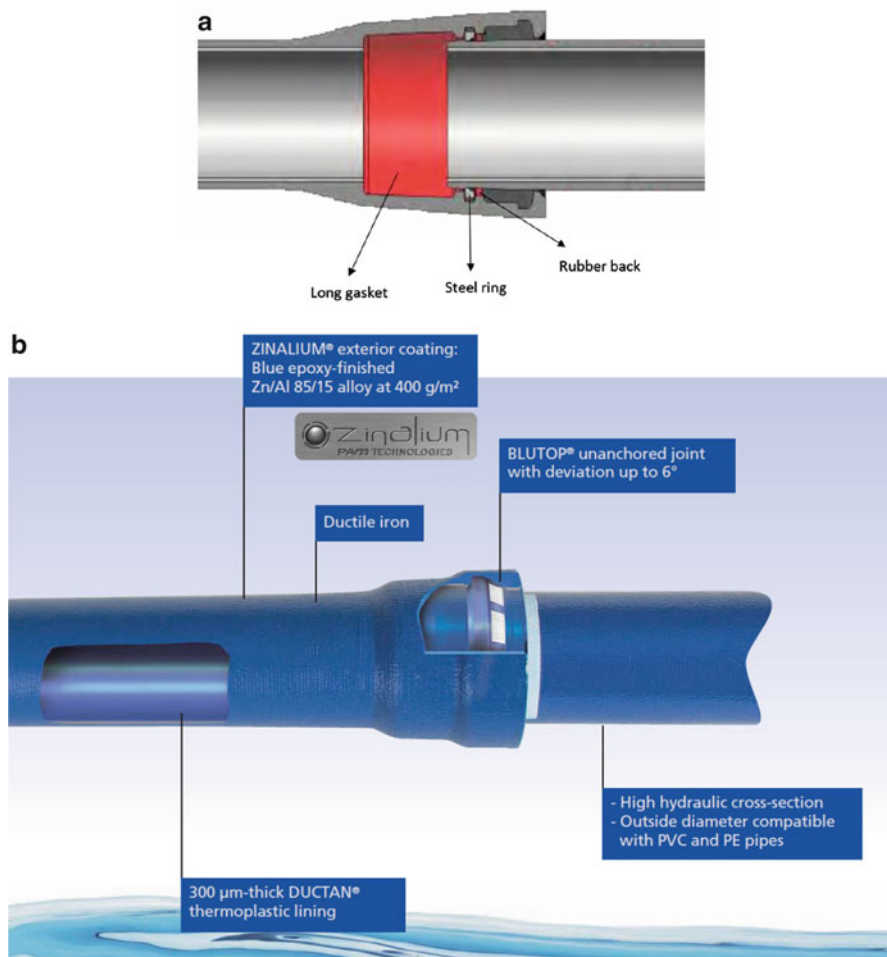 a
Rubber back
Steel ring
Long gasket
b
ZINALIUM® exterior coating:
Blue epoxy-finished
Zn/Al 85/15 alloy at 400 g/m²
Zinalium
PAM TECHNOLOGIES
BLUTOP® unanchored joint
with deviation up to 6°
Ductile iron
- High hydraulic cross-section
- Outside diameter compatible
with PVC and PE pipes
300 µm-thick DUCTAN®
thermoplastic lining